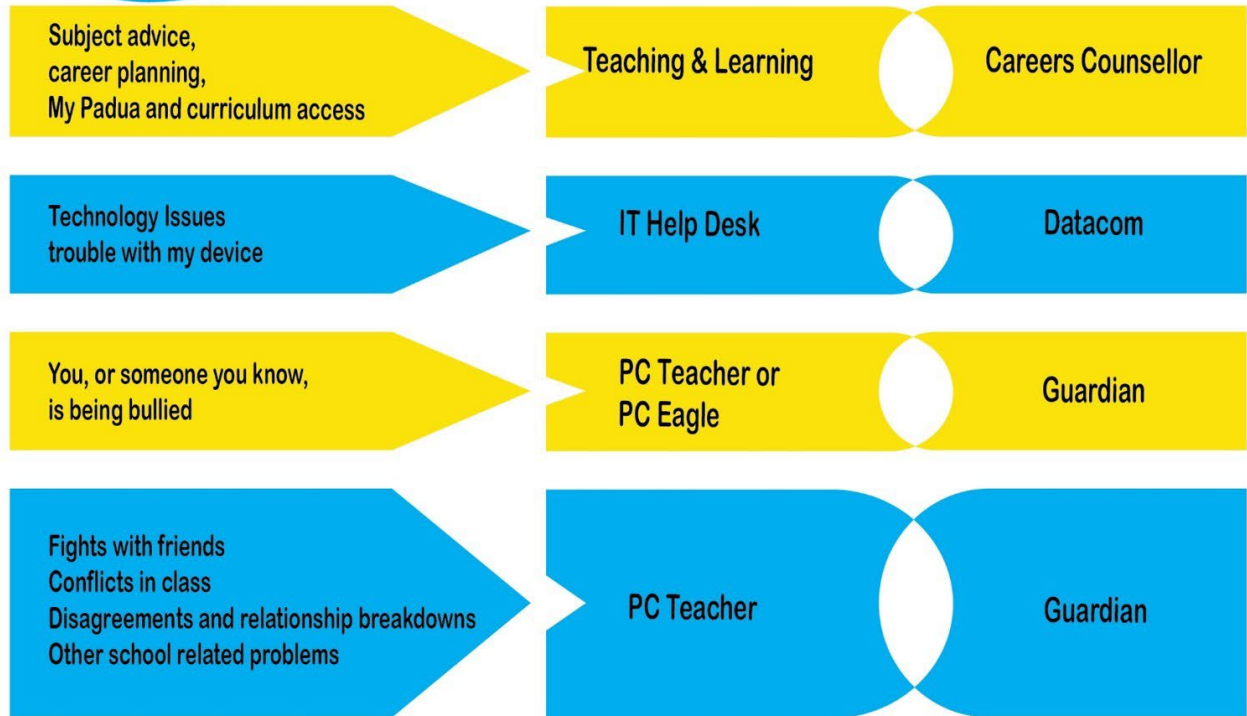 Subject advice,
career planning,
My Padua and curriculum access
Teaching & Learning
Careers Counsellor
Technology Issues
trouble with my device
IT Help Desk
Datacom
You, or someone you know,
is being bullied
PC Teacher or
PC Eagle
Guardian
Fights with friends
Conflicts in class
Disagreements and relationship breakdowns
Other school related problems
PC Teacher
Guardian